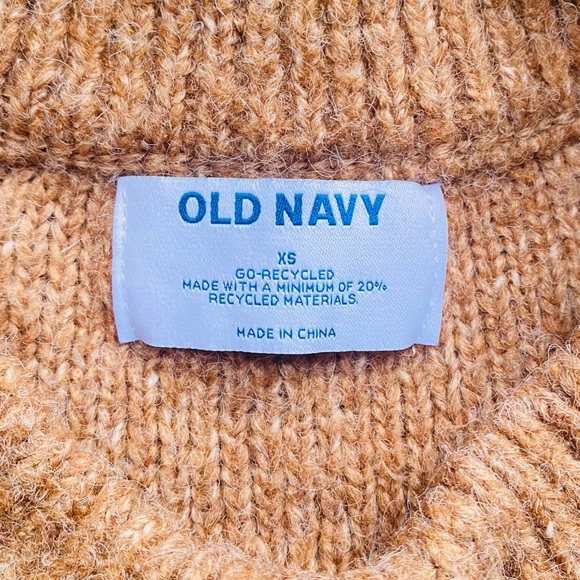 OLD NAVY
XS
GO-RECYCLED
MADE WITH A MINIMUM OF 20%
RECYCLED MATERIALS.
MADE IN CHINA